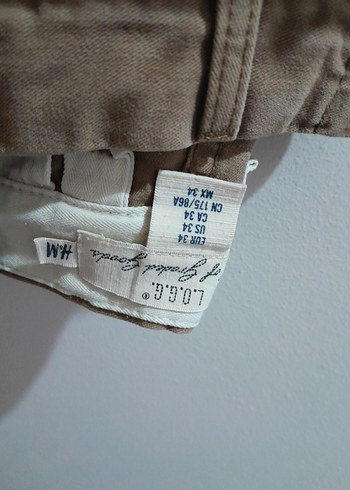 L.O.G.G.®
of graded goods
H&M
EUR 34
US 34
CA 34
CN 175/86A
MX 34